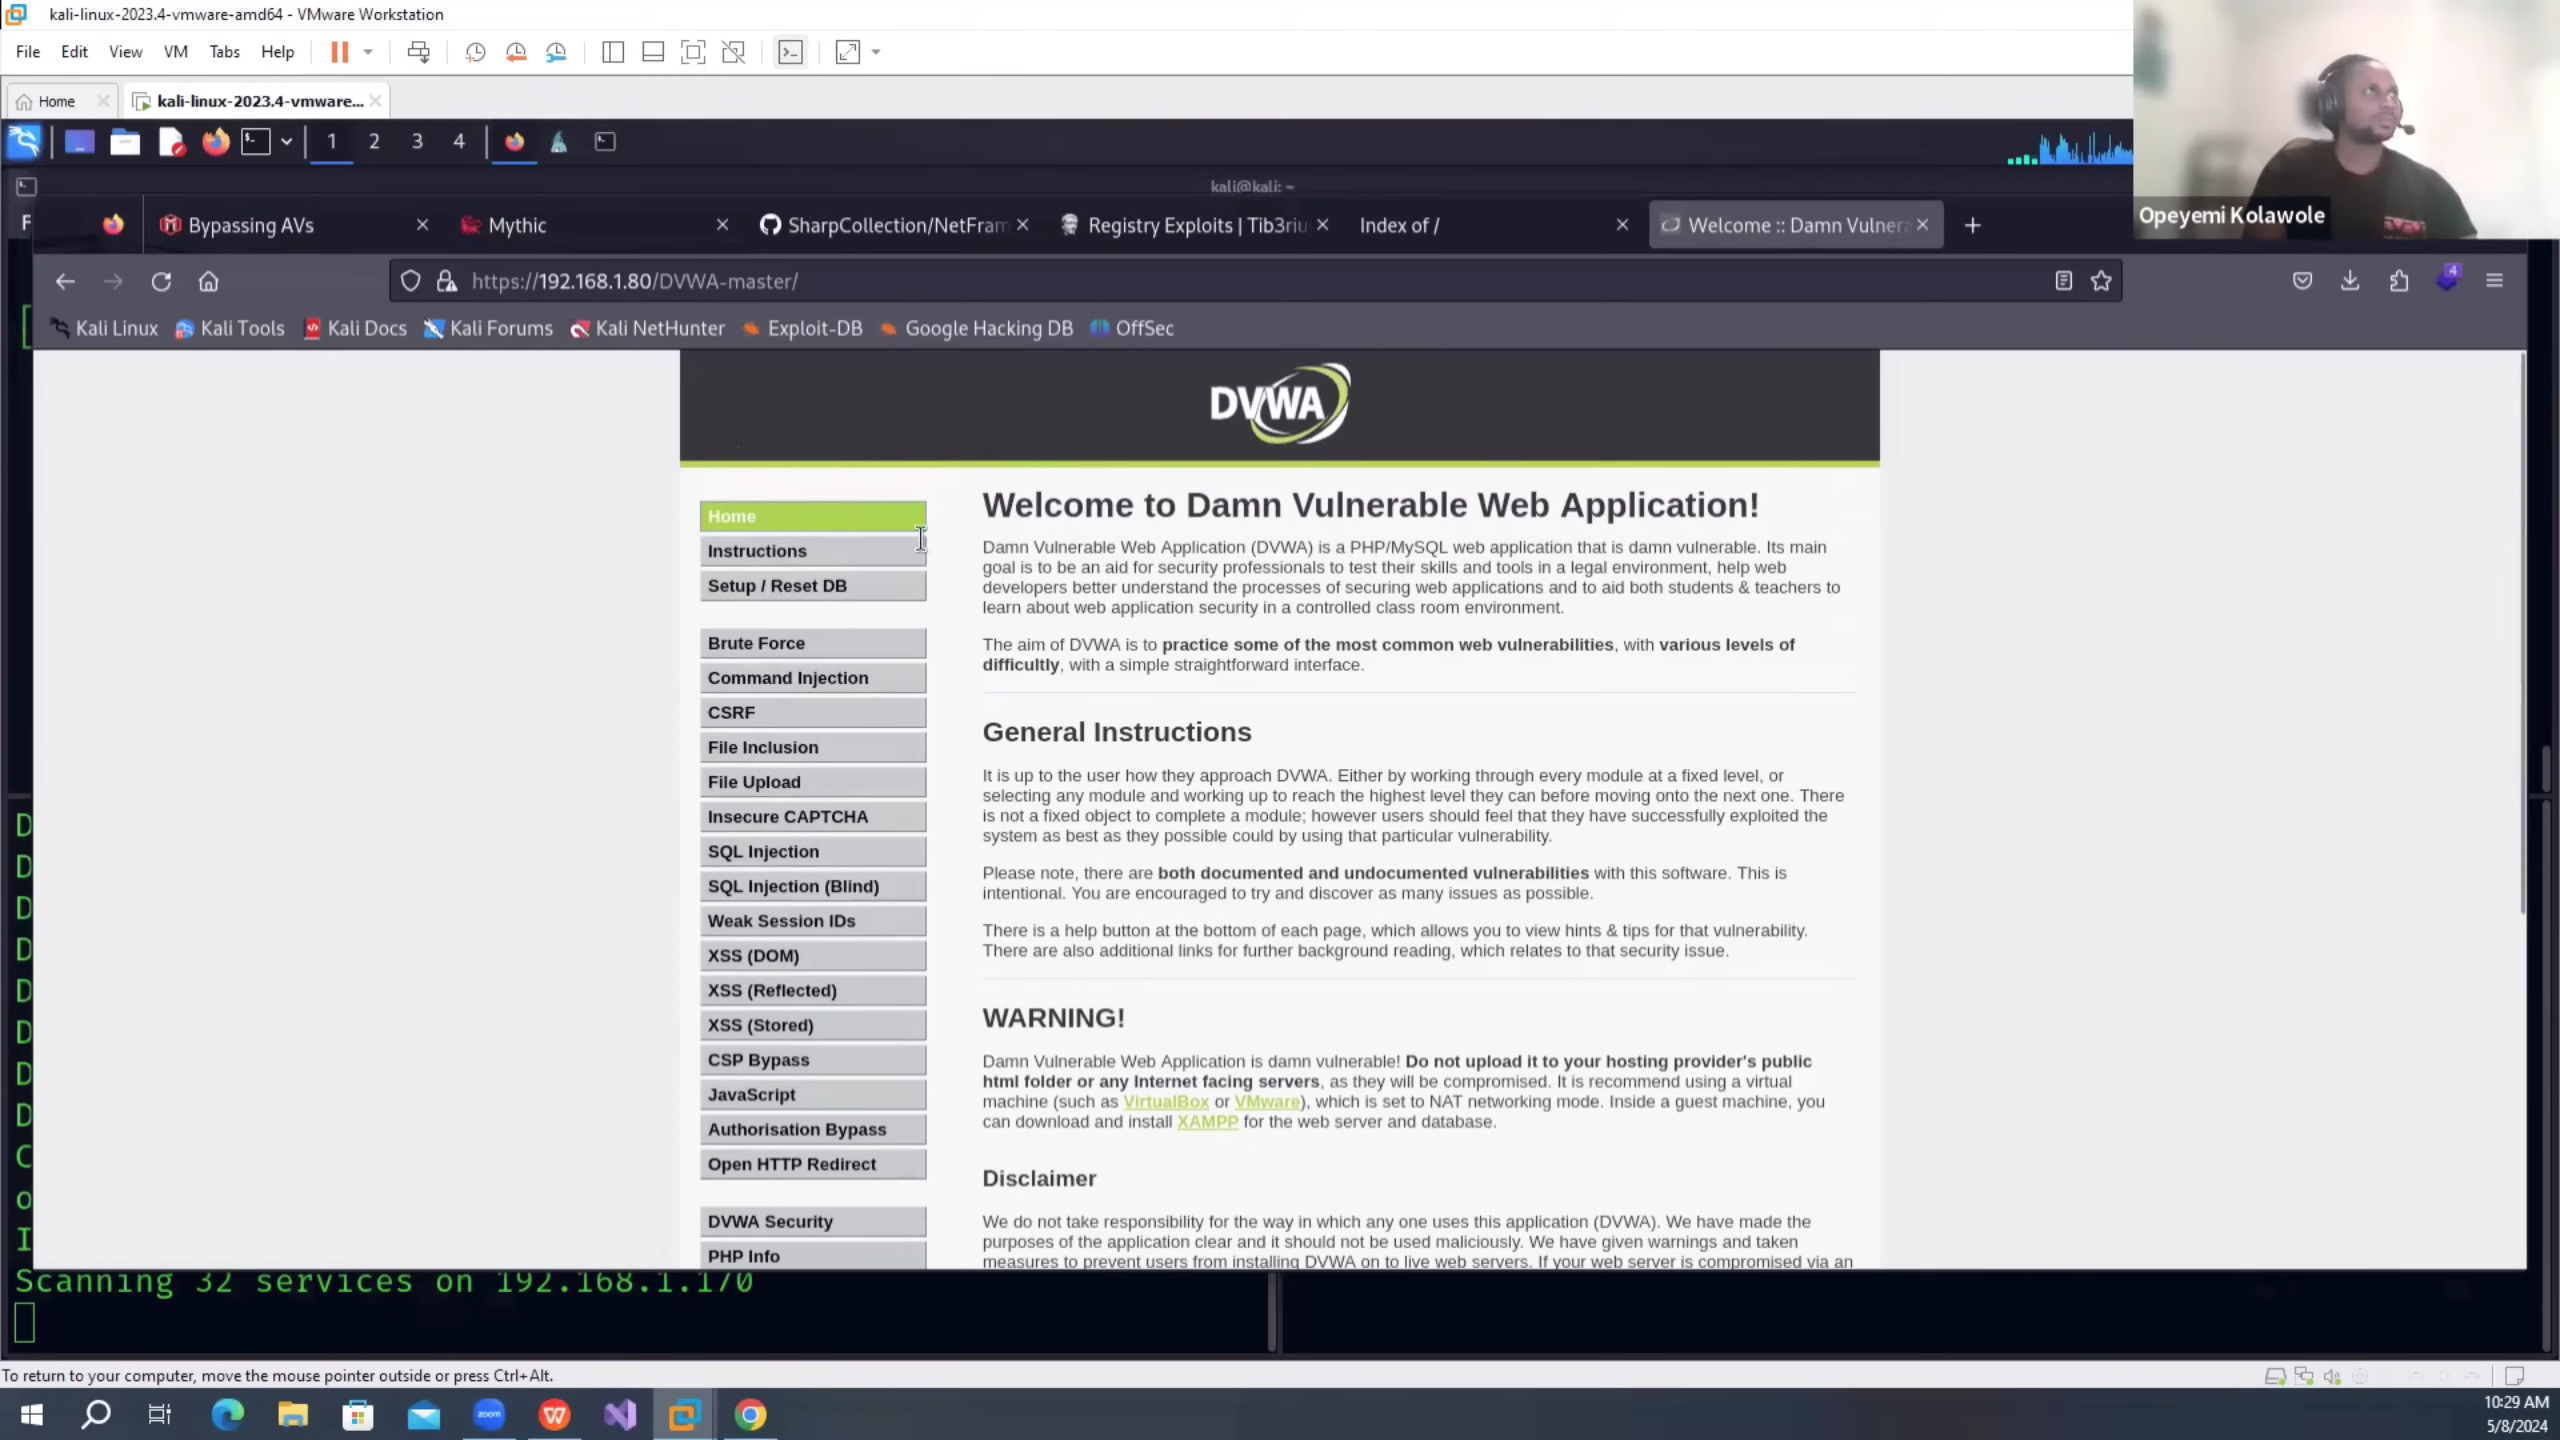 kali-linux-2023.4-vmware-amd64 - VMware Workstation
File Edit View VM Tabs Help
Home kali-linux-2023.4-vmware...
1 2 3 4
kali@kali: ~
F Bypassing AVs Mythic SharpCollection/NetFram Registry Exploits | Tib3riu Index of / Welcome :: Damn Vulnera
Opeyemi Kolawole
https://192.168.1.80/DVWA-master/
4
Kali Linux Kali Tools Kali Docs Kali Forums Kali NetHunter Exploit-DB Google Hacking DB OffSec
DVWA
Home
Instructions
Setup / Reset DB
Brute Force
Command Injection
CSRF
File Inclusion
File Upload
Insecure CAPTCHA
SQL Injection
SQL Injection (Blind)
Weak Session IDs
XSS (DOM)
XSS (Reflected)
XSS (Stored)
CSP Bypass
JavaScript
Authorisation Bypass
Open HTTP Redirect
DVWA Security
PHP Info
Welcome to Damn Vulnerable Web Application!
Damn Vulnerable Web Application (DVWA) is a PHP/MySQL web application that is damn vulnerable. Its main
goal is to be an aid for security professionals to test their skills and tools in a legal environment, help web
developers better understand the processes of securing web applications and to aid both students & teachers to
learn about web application security in a controlled class room environment.
The aim of DVWA is to practice some of the most common web vulnerabilities, with various levels of
difficultly, with a simple straightforward interface.
General Instructions
It is up to the user how they approach DVWA. Either by working through every module at a fixed level, or
selecting any module and working up to reach the highest level they can before moving onto the next one. There
is not a fixed object to complete a module; however users should feel that they have successfully exploited the
system as best as they possible could by using that particular vulnerability.
Please note, there are both documented and undocumented vulnerabilities with this software. This is
intentional. You are encouraged to try and discover as many issues as possible.
There is a help button at the bottom of each page, which allows you to view hints & tips for that vulnerability.
There are also additional links for further background reading, which relates to that security issue.
WARNING!
Damn Vulnerable Web Application is damn vulnerable! Do not upload it to your hosting provider's public
html folder or any Internet facing servers, as they will be compromised. It is recommend using a virtual
machine (such as VirtualBox or VMware), which is set to NAT networking mode. Inside a guest machine, you
can download and install XAMPP for the web server and database.
Disclaimer
We do not take responsibility for the way in which any one uses this application (DVWA). We have made the
purposes of the application clear and it should not be used maliciously. We have given warnings and taken
measures to prevent users from installing DVWA on to live web servers. If your web server is compromised via an
D
D
D
D
D
D
D
D
C
o
I
Scanning 32 services on 192.168.1.170
To return to your computer, move the mouse pointer outside or press Ctrl+Alt.
zoom
10:29 AM
5/8/2024